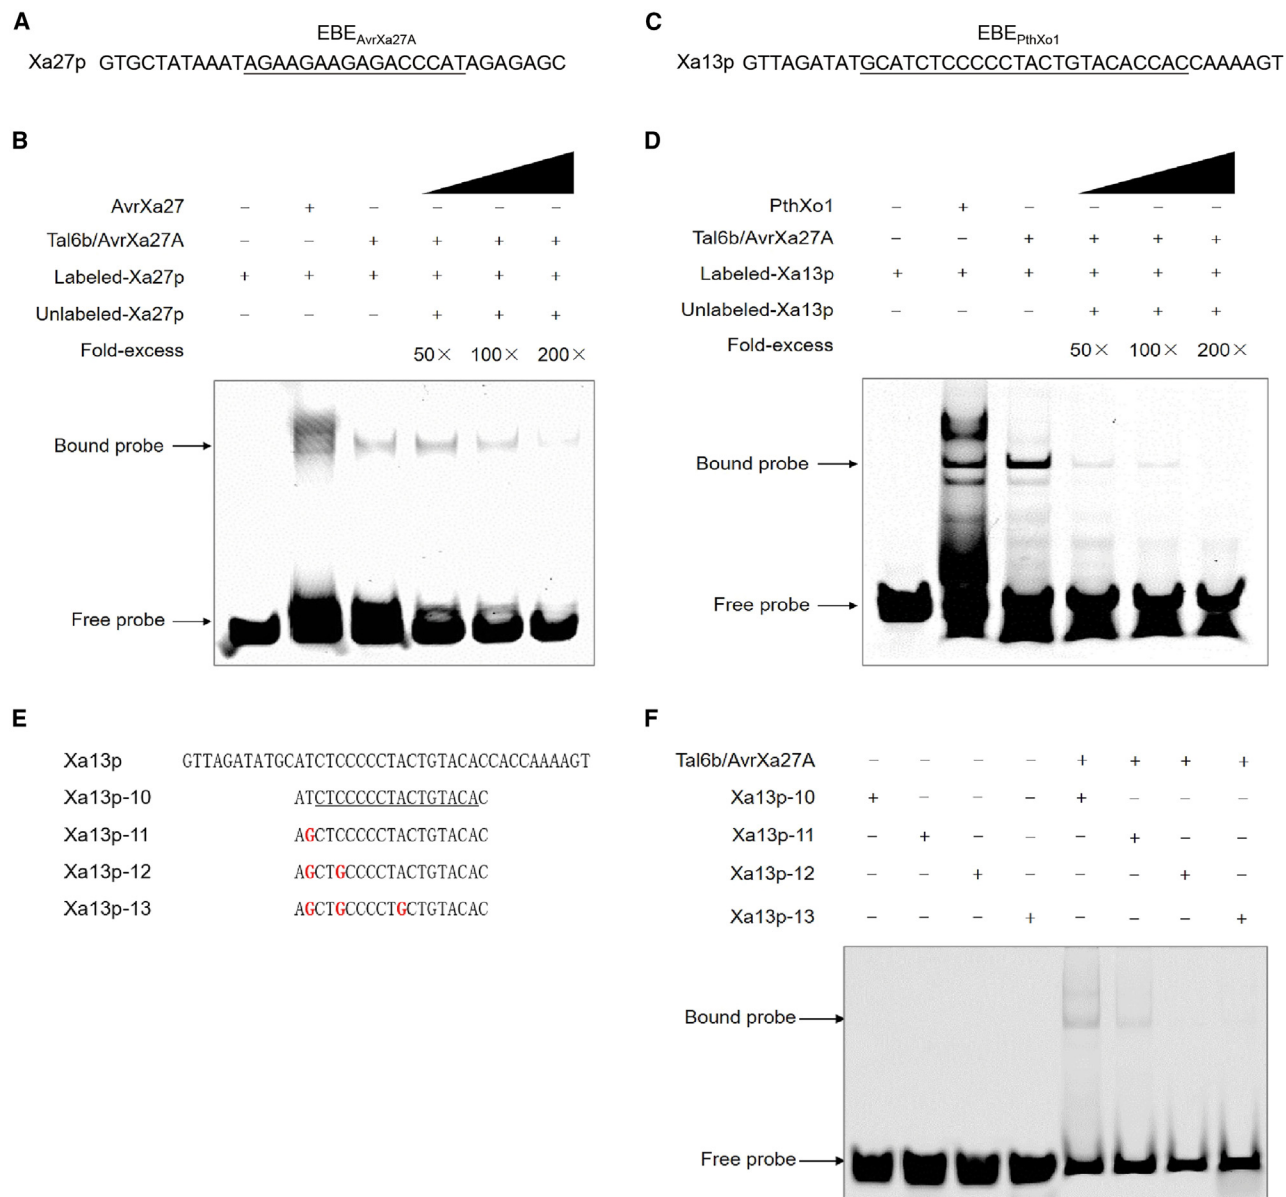 A
EBE_AvrXa27A
Xa27p GTGCTATAAATAGAAGAAGAGACCCATAGAGAGC
B
AvrXa27 – + – – – –
Tal6b/AvrXa27A – – + + + +
Labeled-Xa27p + + + + + +
Unlabeled-Xa27p – – – + + +
Fold-excess 50× 100× 200×
Bound probe
Free probe
C
EBE_PthXo1
Xa13p GTTAGATATGCATCTCCCCCTACTGTACACCACCAAAAGT
D
PthXo1 – + – – – –
Tal6b/AvrXa27A – – + + + +
Labeled-Xa13p + + + + + +
Unlabeled-Xa13p – – – + + +
Fold-excess 50× 100× 200×
Bound probe
Free probe
E
Xa13p GTTAGATATGCATCTCCCCCTACTGTACACCACCAAAAGT
Xa13p-10 ATCTCCCCCTACTGTACAC
Xa13p-11 AGCTCCCCCTACTGTACAC
Xa13p-12 AGCTGCCCCTACTGTACAC
Xa13p-13 AGCTGCCCCTGCTGTACAC
F
Tal6b/AvrXa27A – – – – + + + +
Xa13p-10 + – – – + – – –
Xa13p-11 – + – – – + – –
Xa13p-12 – – + – – – + –
Xa13p-13 – – – + – – – +
Bound probe
Free probe